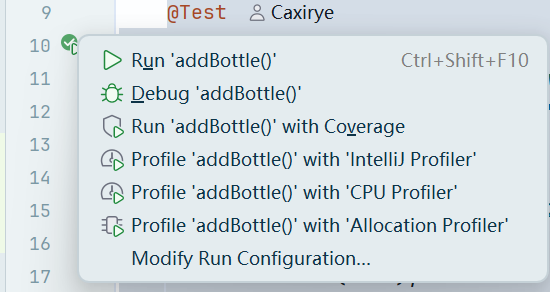 9 @Test Caxirye
10
Run 'addBottle()' Ctrl+Shift+F10
11 Debug 'addBottle()'
12 Run 'addBottle()' with Coverage
13 Profile 'addBottle()' with 'IntelliJ Profiler'
14 Profile 'addBottle()' with 'CPU Profiler'
15 Profile 'addBottle()' with 'Allocation Profiler'
16 Modify Run Configuration...
17